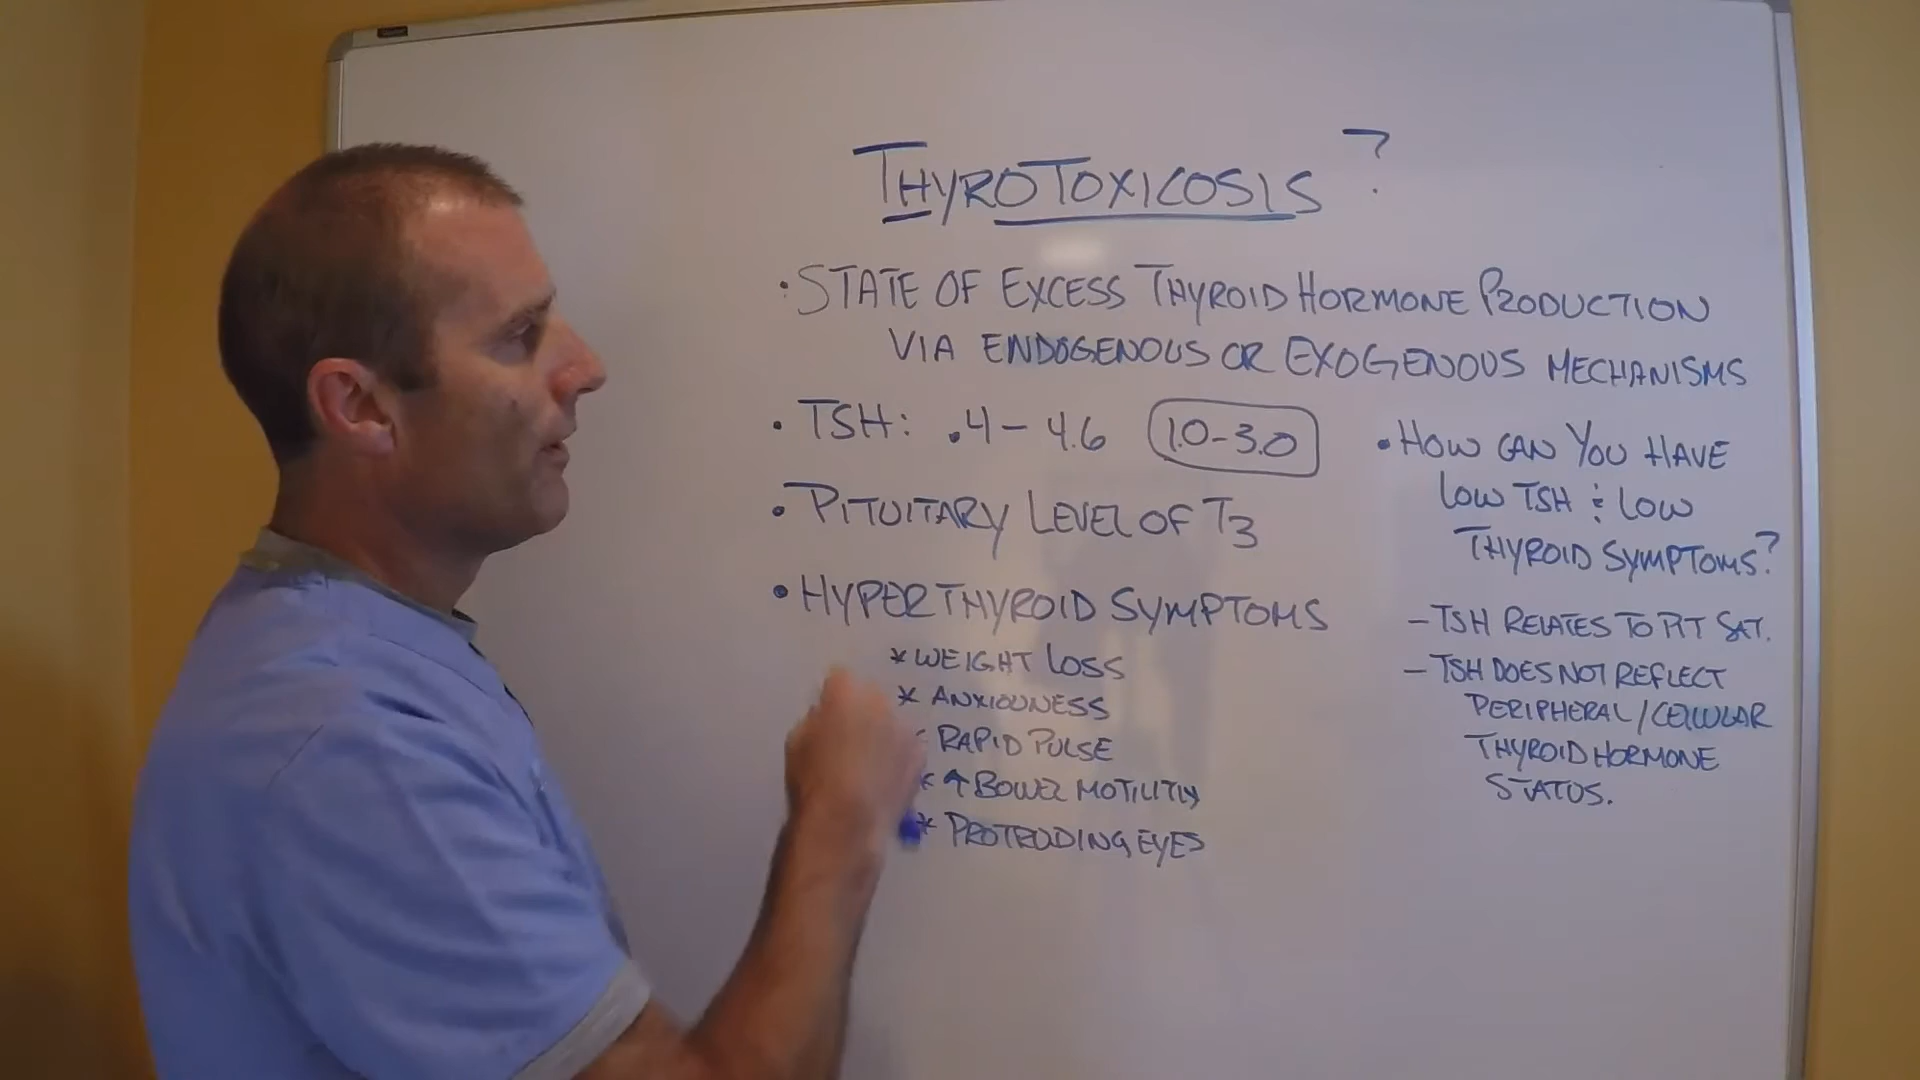 THYROTOXICOSIS ?
• STATE OF EXCESS THYROID HORMONE PRODUCTION
VIA ENDOGENOUS OR EXOGENOUS MECHANISMS
• TSH: .4 - 4.6 1.0-3.0
• PITUITARY LEVEL OF T3
• HYPERTHYROID SYMPTOMS
* WEIGHT LOSS
* ANXIOUNESS
* RAPID PULSE
* ↑ BOWEL MOTILITIY
* PROTRUDING EYES
• HOW CAN YOU HAVE
LOW TSH & LOW
THYROID SYMPTOMS?
- TSH RELATES TO PIT SAT.
- TSH DOES NOT REFLECT
PERIPHERAL/CELLULAR
THYROID HORMONE
STATUS.